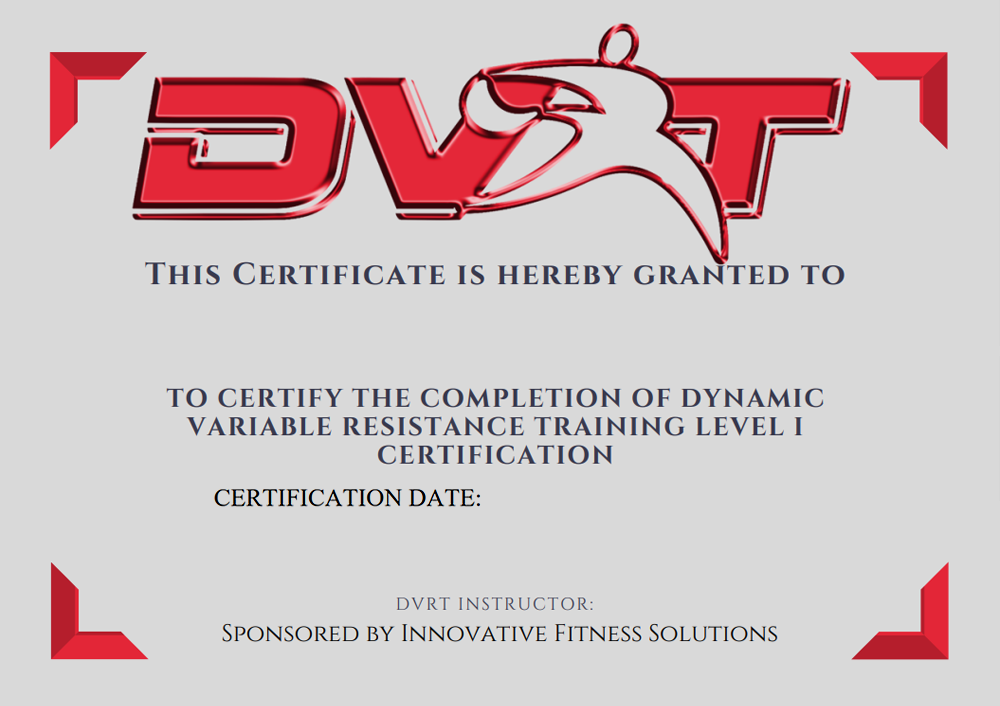 DVRT
This Certificate is hereby granted to
TO CERTIFY THE COMPLETION OF DYNAMIC
VARIABLE RESISTANCE TRAINING LEVEL I
CERTIFICATION
CERTIFICATION DATE:
DVRT INSTRUCTOR:
Sponsored by Innovative Fitness Solutions